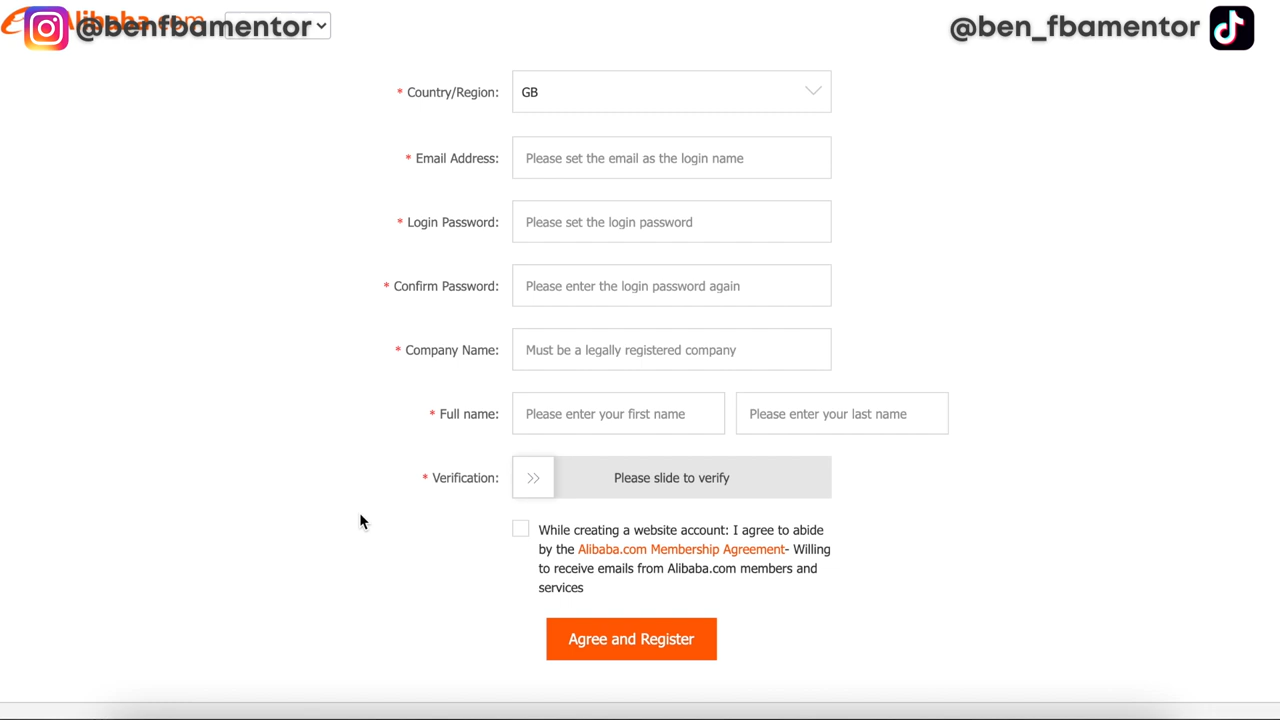 Alibaba.com
@benfbamentor
@ben_fbamentor
* Country/Region:
GB
* Email Address:
Please set the email as the login name
* Login Password:
Please set the login password
* Confirm Password:
Please enter the login password again
* Company Name:
Must be a legally registered company
* Full name:
Please enter your first name
Please enter your last name
* Verification:
Please slide to verify
While creating a website account: I agree to abide
by the Alibaba.com Membership Agreement- Willing
to receive emails from Alibaba.com members and
services
Agree and Register